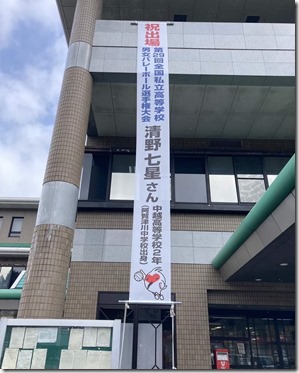 祝出場
第29回全国私立高等学校
男女バレーボール選手権大会
清野七星さん
中越高等学校2年
(阿賀津川中学校出身)